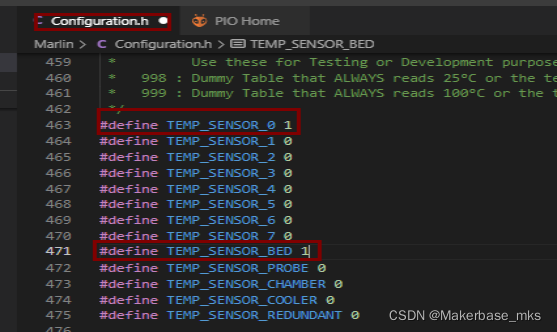 Configuration.h
PIO Home
Marlin > C Configuration.h > TEMP_SENSOR_BED
459 * Use these for Testing or Development purpose
460 * 998 : Dummy Table that ALWAYS reads 25°C or the te
461 * 999 : Dummy Table that ALWAYS reads 100°C or the t
462 */
463 #define TEMP_SENSOR_0 1
464 #define TEMP_SENSOR_1 0
465 #define TEMP_SENSOR_2 0
466 #define TEMP_SENSOR_3 0
467 #define TEMP_SENSOR_4 0
468 #define TEMP_SENSOR_5 0
469 #define TEMP_SENSOR_6 0
470 #define TEMP_SENSOR_7 0
471 #define TEMP_SENSOR_BED 1
472 #define TEMP_SENSOR_PROBE 0
473 #define TEMP_SENSOR_CHAMBER 0
474 #define TEMP_SENSOR_COOLER 0
475 #define TEMP_SENSOR_REDUNDANT 0
476
CSDN @Makerbase_mks